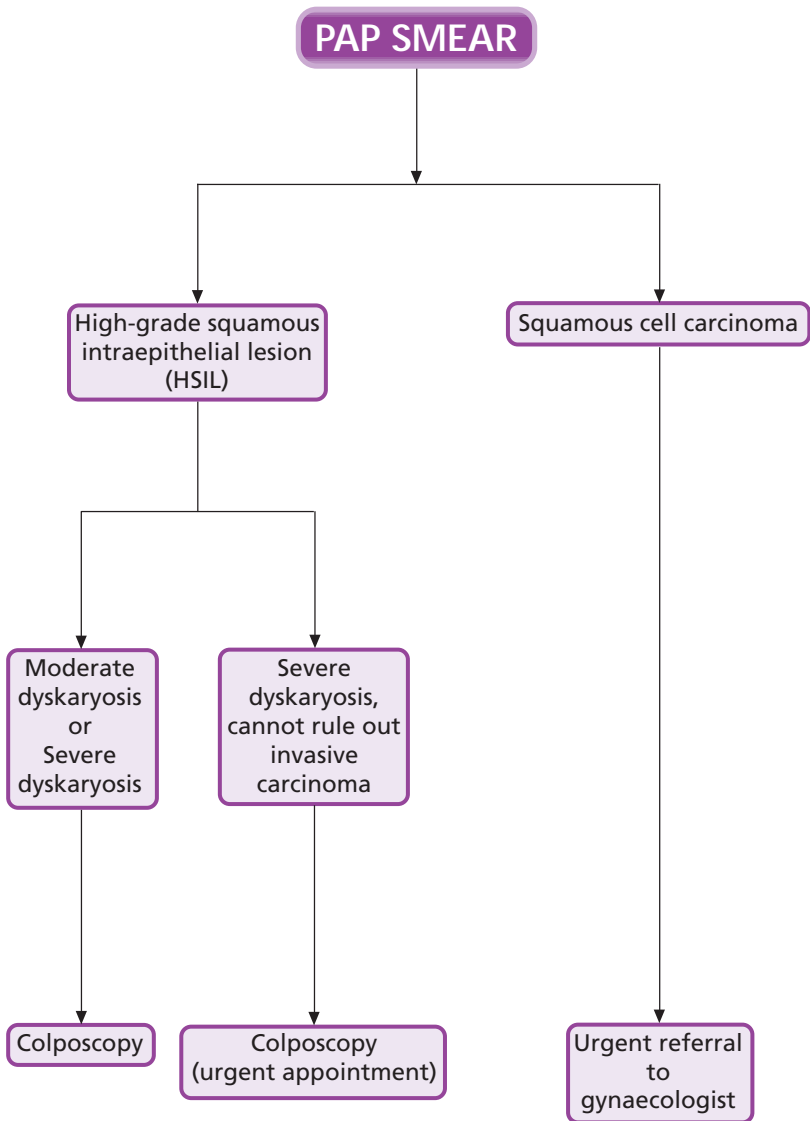 PAP SMEAR
High-grade squamous
intraepithelial lesion
(HSIL)
Squamous cell carcinoma
Moderate
dyskaryosis
or
Severe
dyskaryosis
Severe
dyskaryosis,
cannot rule out
invasive
carcinoma
Colposcopy
Colposcopy
(urgent appointment)
Urgent referral
to
gynaecologist